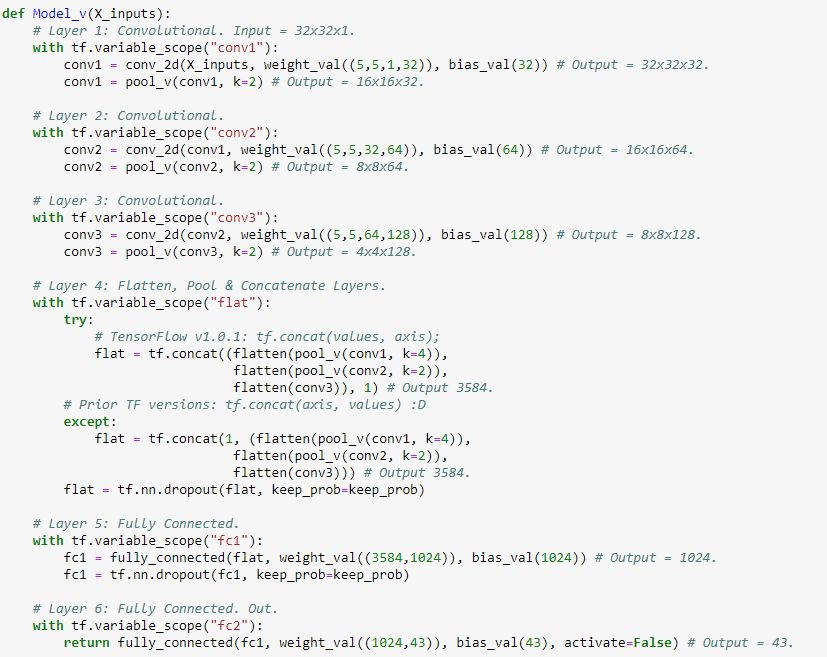 def Model_v(X_inputs):
    # Layer 1: Convolutional. Input = 32x32x1.
    with tf.variable_scope("conv1"):
        conv1 = conv_2d(X_inputs, weight_val((5,5,1,32)), bias_val(32)) # Output = 32x32x32.
        conv1 = pool_v(conv1, k=2) # Output = 16x16x32.

    # Layer 2: Convolutional.
    with tf.variable_scope("conv2"):
        conv2 = conv_2d(conv1, weight_val((5,5,32,64)), bias_val(64)) # Output = 16x16x64.
        conv2 = pool_v(conv2, k=2) # Output = 8x8x64.

    # Layer 3: Convolutional.
    with tf.variable_scope("conv3"):
        conv3 = conv_2d(conv2, weight_val((5,5,64,128)), bias_val(128)) # Output = 8x8x128.
        conv3 = pool_v(conv3, k=2) # Output = 4x4x128.

    # Layer 4: Flatten, Pool & Concatenate Layers.
    with tf.variable_scope("flat"):
        try:
            # TensorFlow v1.0.1: tf.concat(values, axis);
            flat = tf.concat((flatten(pool_v(conv1, k=4)),
                              flatten(pool_v(conv2, k=2)),
                              flatten(conv3)), 1) # Output 3584.
        # Prior TF versions: tf.concat(axis, values) :D
        except:
            flat = tf.concat(1, (flatten(pool_v(conv1, k=4)),
                              flatten(pool_v(conv2, k=2)),
                              flatten(conv3))) # Output 3584.
        flat = tf.nn.dropout(flat, keep_prob=keep_prob)

    # Layer 5: Fully Connected.
    with tf.variable_scope("fc1"):
        fc1 = fully_connected(flat, weight_val((3584,1024)), bias_val(1024)) # Output = 1024.
        fc1 = tf.nn.dropout(fc1, keep_prob=keep_prob)

    # Layer 6: Fully Connected. Out.
    with tf.variable_scope("fc2"):
        return fully_connected(fc1, weight_val((1024,43)), bias_val(43), activate=False) # Output = 43.